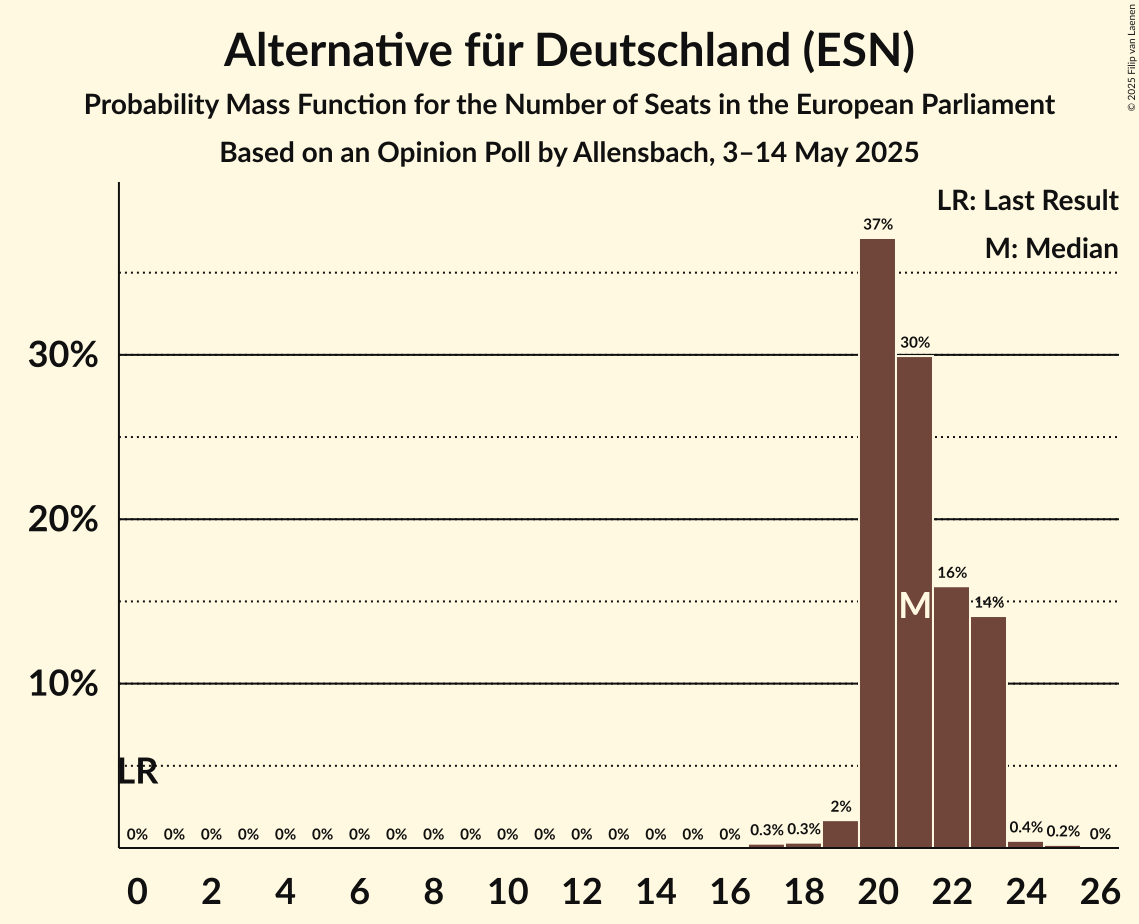 Alternative für Deutschland (ESN)
Probability Mass Function for the Number of Seats in the European Parliament
Based on an Opinion Poll by Allensbach, 3–14 May 2025
© 2025 Filip van Laenen
LR: Last Result
M: Median
37%
30%
30%
20%
16%
M
14%
10%
LR
0% 0% 0% 0% 0% 0% 0% 0% 0% 0% 0% 0% 0% 0% 0% 0% 0% 0.3% 0.3% 2% 0.4% 0.2% 0%
0 2 4 6 8 10 12 14 16 18 20 22 24 26